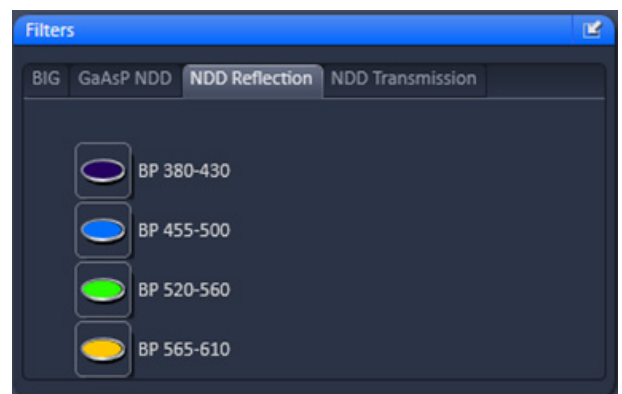 Filters
BIG GaAsP NDD NDD Reflection NDD Transmission
BP 380-430
BP 455-500
BP 520-560
BP 565-610